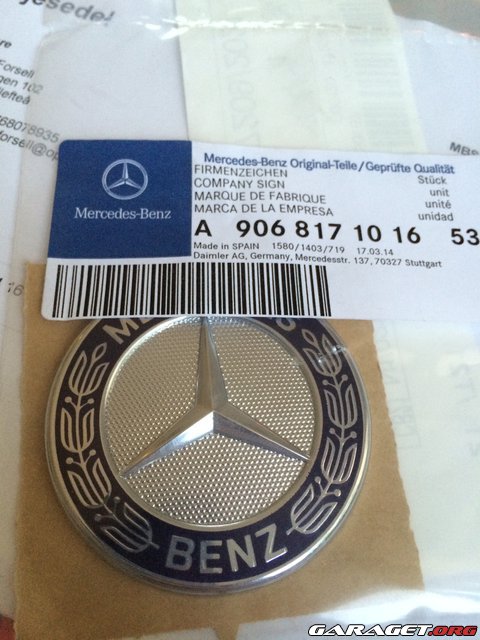 Mercedes-Benz
Mercedes-Benz Original-Teile/Geprüfte Qualität
FIRMENZEICHEN Stück
COMPANY SIGN unit
MARQUE DE FABRIQUE unité
MARCA DE LA EMPRESA unidad
A 906 817 10 16 53
Made in SPAIN 1580/1403/719 17.03.14
Daimler AG, Germany, Mercedesstr. 137, 70327 Stuttgart
BENZ
GARAGET.ORG